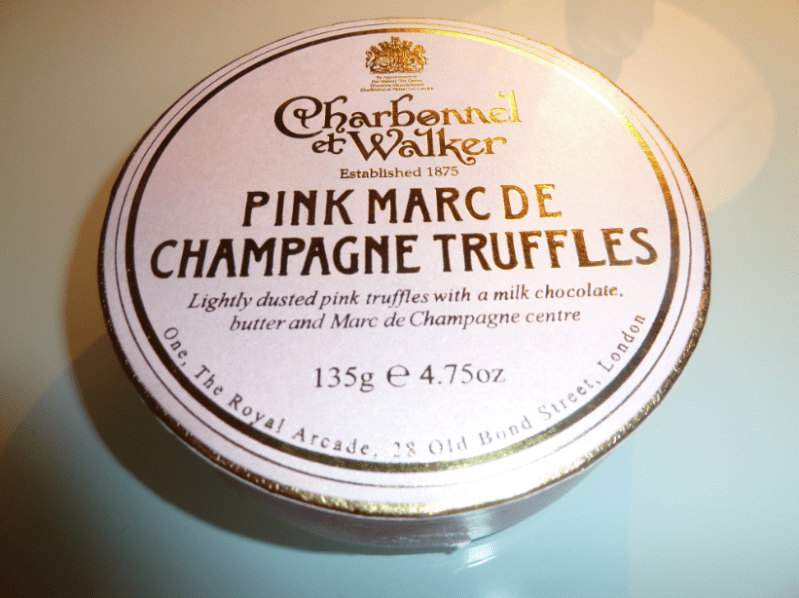 Charbonnel
et Walker
Established 1875
PINK MARC DE
CHAMPAGNE TRUFFLES
Lightly dusted pink truffles with a milk chocolate,
butter and Marc de Champagne centre
135g ℮ 4.75oz
One, The Royal Arcade, 28 Old Bond Street, London